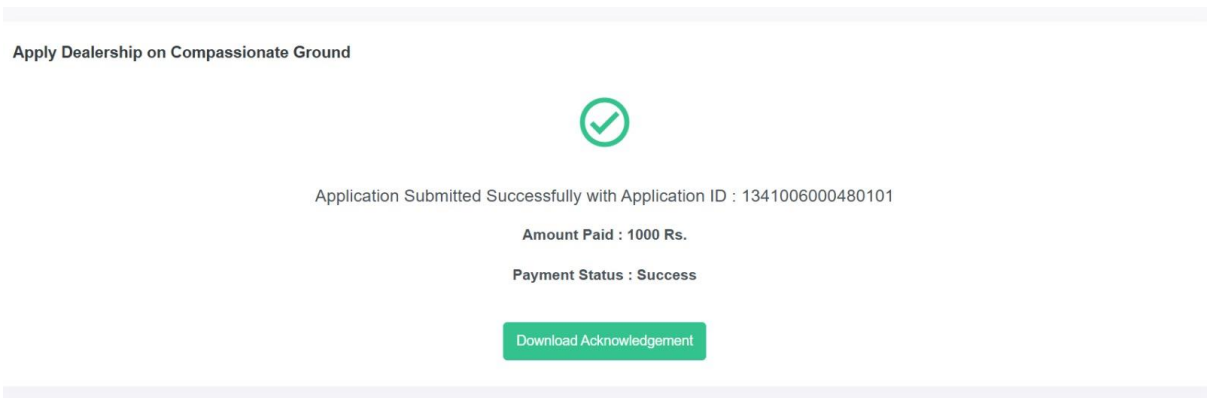 Apply Dealership on Compassionate Ground
Application Submitted Successfully with Application ID : 1341006000480101
Amount Paid : 1000 Rs.
Payment Status : Success
Download Acknowledgement